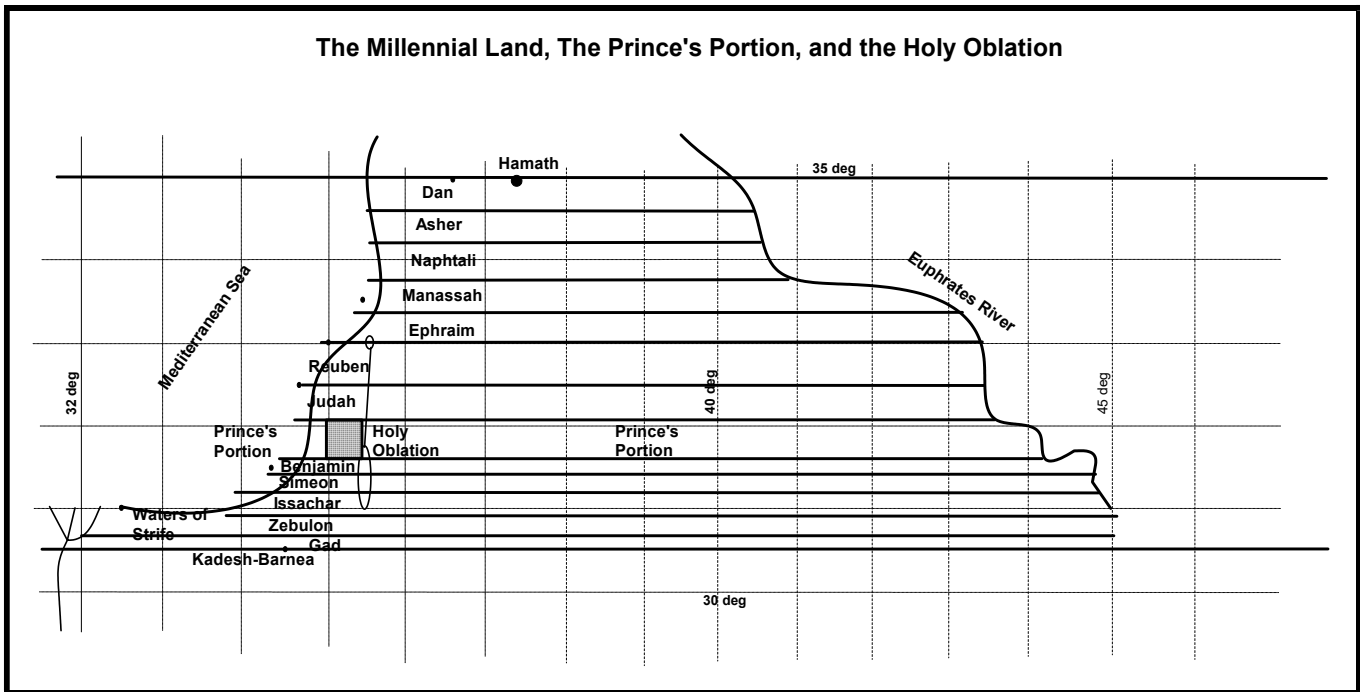 The Millennial Land, The Prince's Portion, and the Holy Oblation
Hamath
35 deg
Dan
Asher
Naphtali
Euphrates River
Mediterranean Sea
Manassah
Ephraim
Reuben
32 deg
40 deg
45 deg
Judah
Prince's
Portion
Holy
Oblation
Prince's
Portion
Benjamin
Simeon
Issachar
Waters of
Strife
Zebulon
Gad
Kadesh-Barnea
30 deg